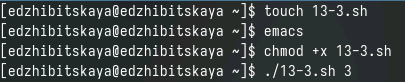 [edzhibitskaya@edzhibitskaya ~]$ touch 13-3.sh
[edzhibitskaya@edzhibitskaya ~]$ emacs
[edzhibitskaya@edzhibitskaya ~]$ chmod +x 13-3.sh
[edzhibitskaya@edzhibitskaya ~]$ ./13-3.sh 3